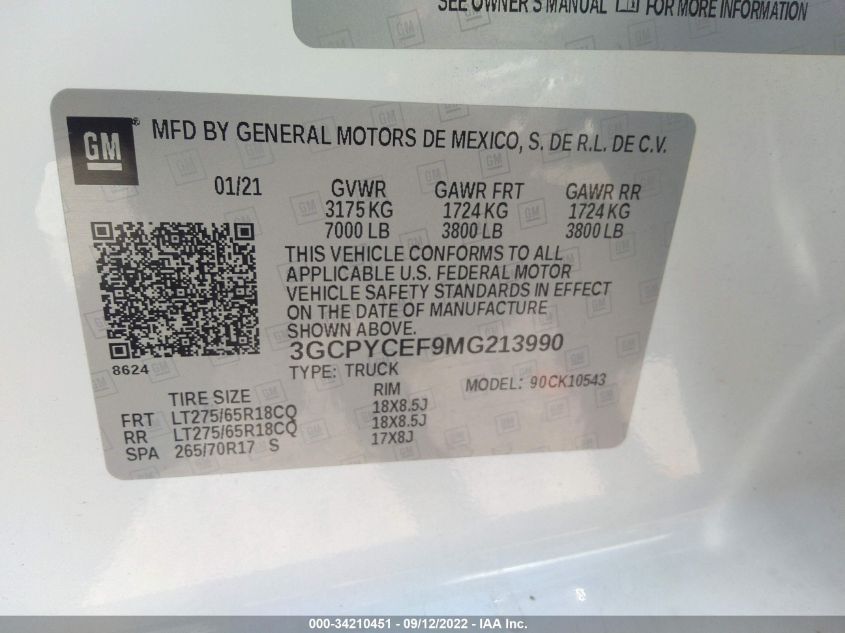 SEE OWNER'S MANUAL FOR MORE INFORMATION
GM ®
MFD BY GENERAL MOTORS DE MEXICO, S. DE R.L. DE C.V.
01/21 GVWR GAWR FRT GAWR RR
3175 KG 1724 KG 1724 KG
7000 LB 3800 LB 3800 LB
THIS VEHICLE CONFORMS TO ALL
APPLICABLE U.S. FEDERAL MOTOR
VEHICLE SAFETY STANDARDS IN EFFECT
ON THE DATE OF MANUFACTURE
SHOWN ABOVE.
8624 3GCPYCEF9MG213990
TYPE: TRUCK MODEL: 90CK10543
TIRE SIZE RIM
FRT LT275/65R18CQ 18X8.5J
RR LT275/65R18CQ 18X8.5J
SPA 265/70R17 S 17X8J
000-34210451 - 09/12/2022 - IAA Inc.